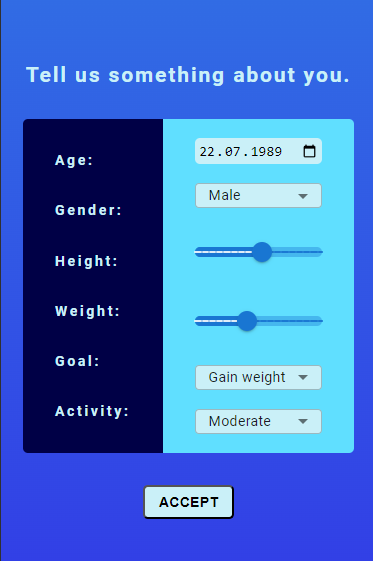 Tell us something about you.
Age: 22.07.1989
Gender: Male
Height:
Weight:
Goal: Gain weight
Activity: Moderate
ACCEPT